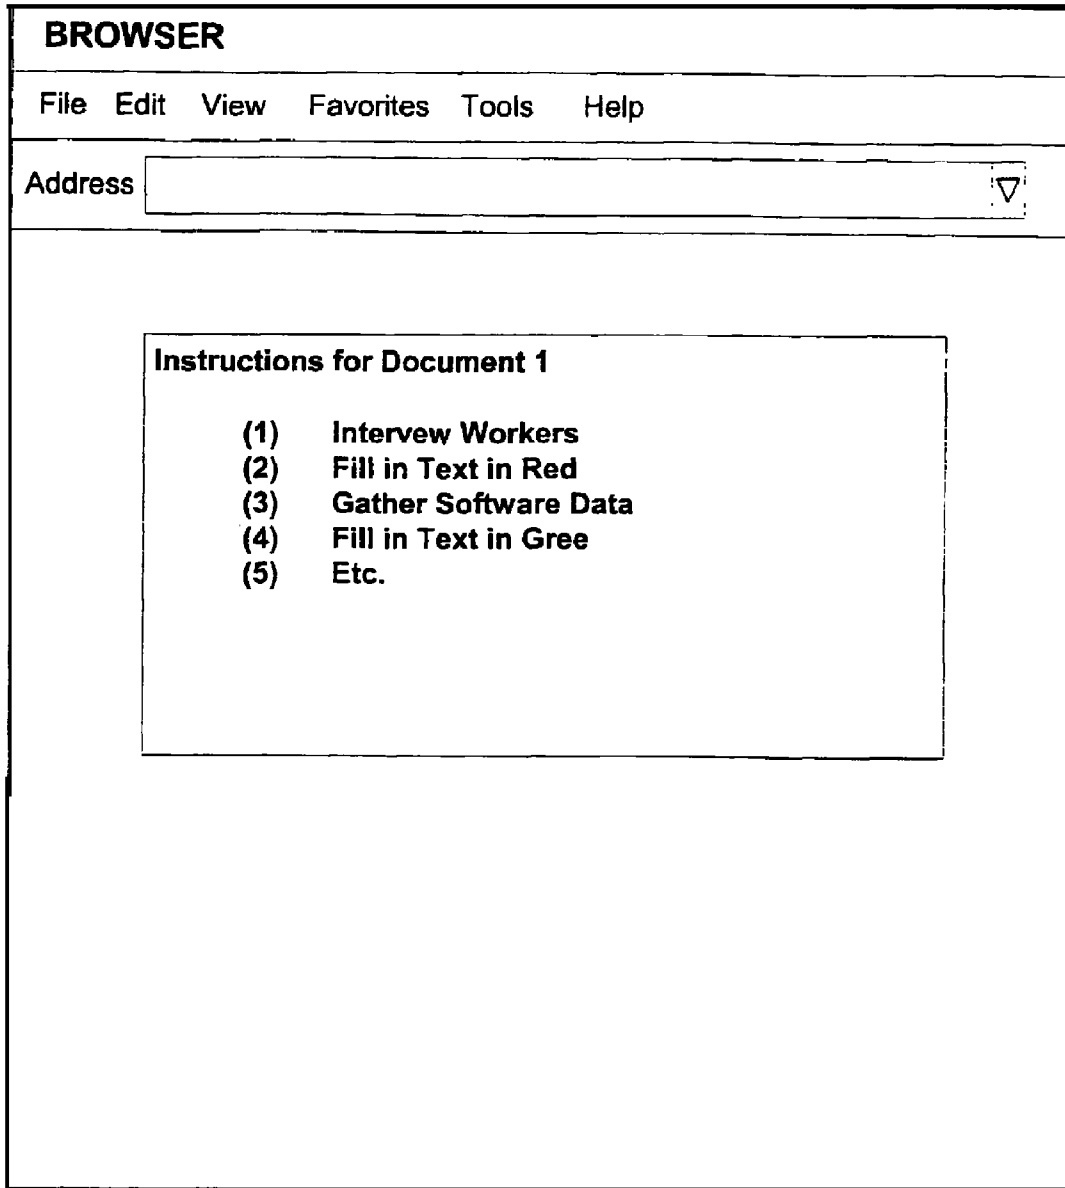 BROWSER
File Edit View Favorites Tools Help
Address
Instructions for Document 1
(1) Intervew Workers
(2) Fill in Text in Red
(3) Gather Software Data
(4) Fill in Text in Gree
(5) Etc.